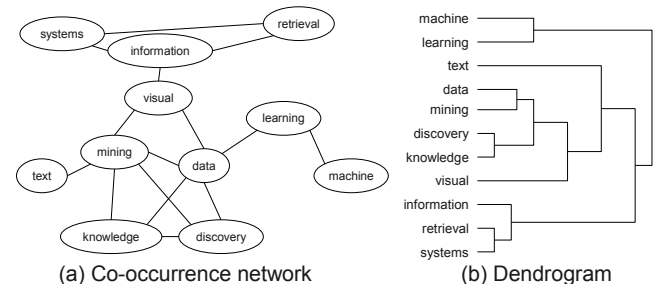 systems
retrieval
information
visual
learning
mining
data
text
machine
knowledge
discovery
(a) Co-occurrence network
machine
learning
text
data
mining
discovery
knowledge
visual
information
retrieval
systems
(b) Dendrogram